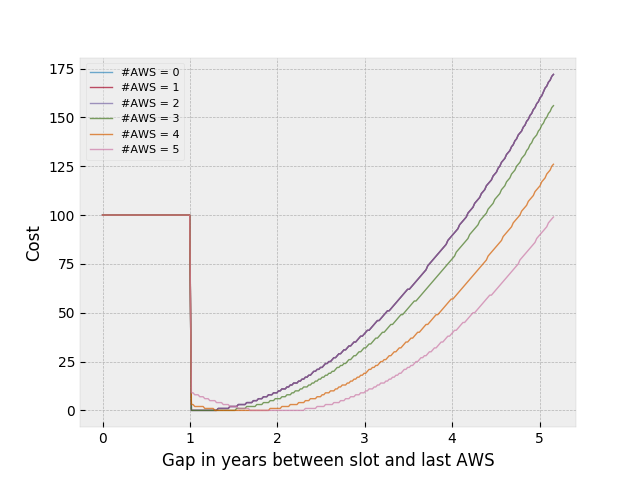 175
150
125
100
75
50
25
0
Cost
#AWS = 0
#AWS = 1
#AWS = 2
#AWS = 3
#AWS = 4
#AWS = 5
0 1 2 3 4 5
Gap in years between slot and last AWS